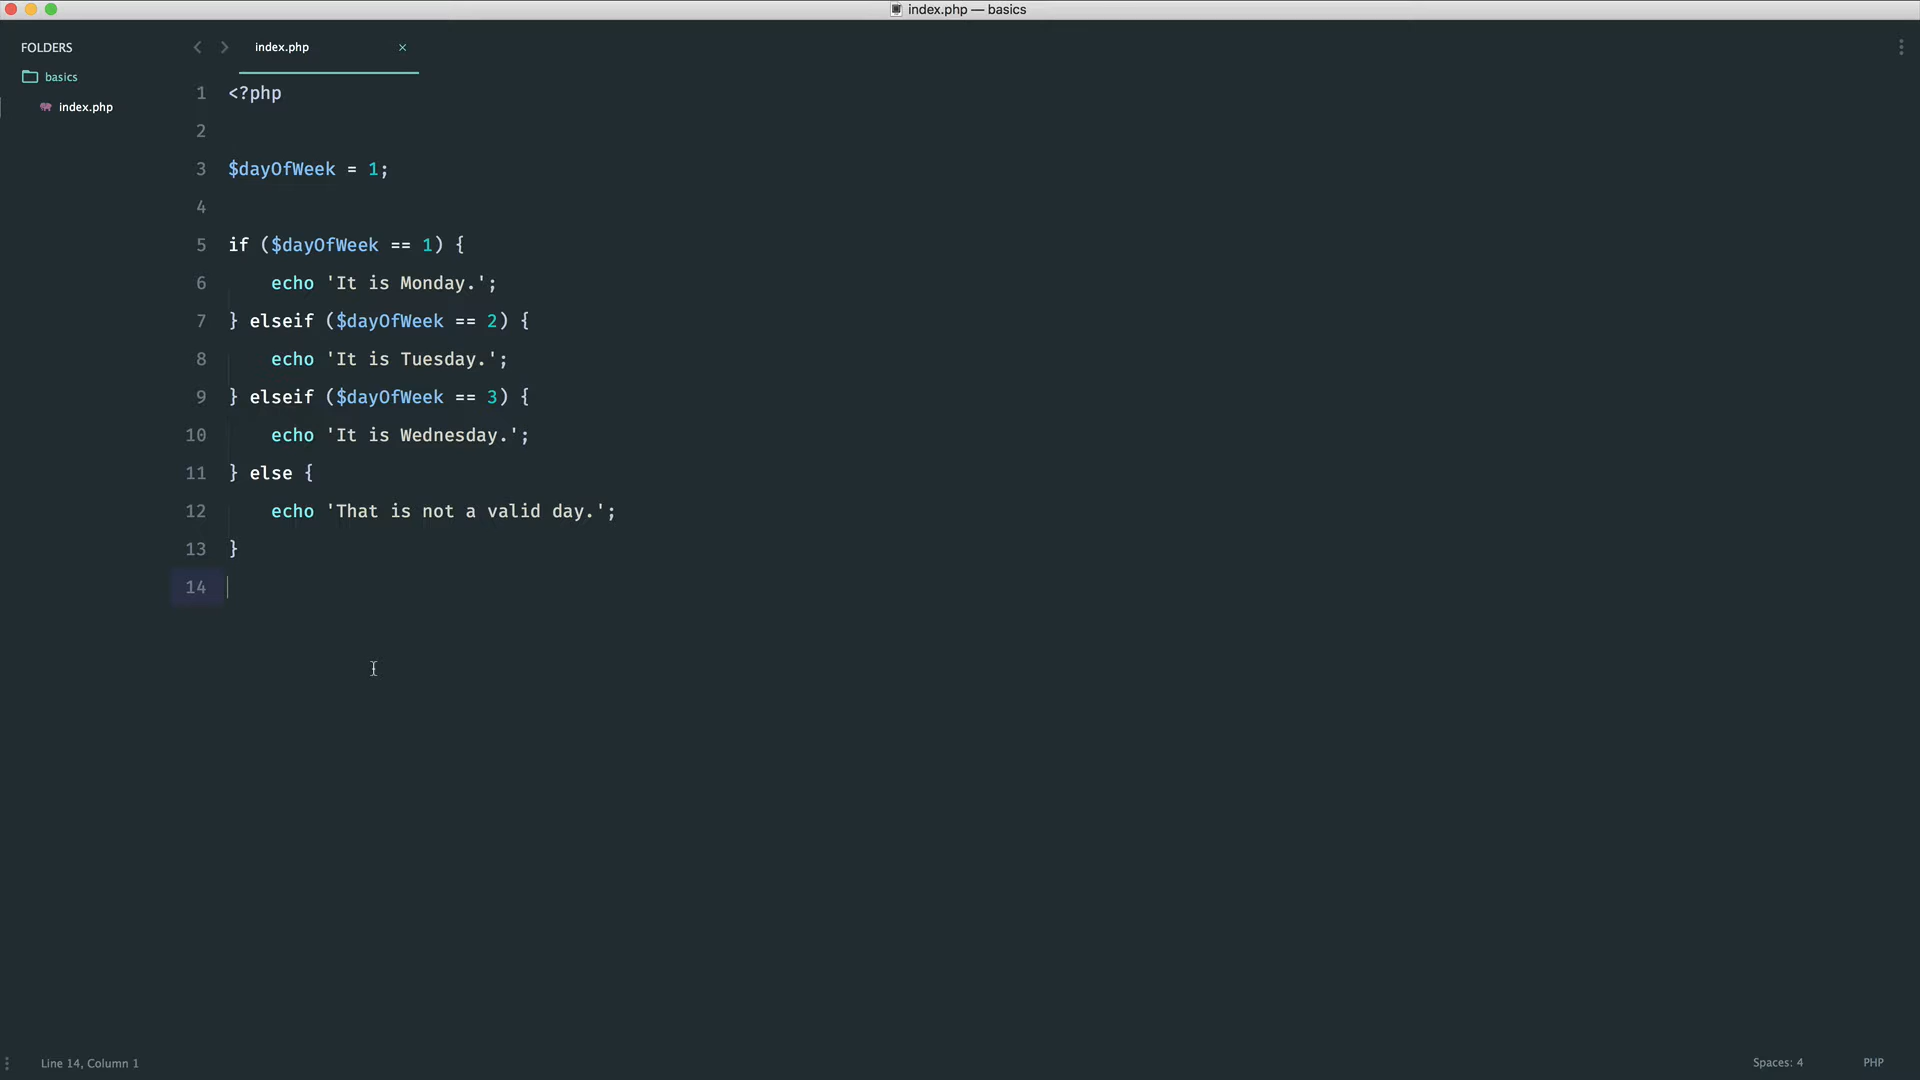 index.php — basics
FOLDERS
basics
index.php
index.php ×
1 <?php
2
3 $dayOfWeek = 1;
4
5 if ($dayOfWeek == 1) {
6     echo 'It is Monday.';
7 } elseif ($dayOfWeek == 2) {
8     echo 'It is Tuesday.';
9 } elseif ($dayOfWeek == 3) {
10     echo 'It is Wednesday.';
11 } else {
12     echo 'That is not a valid day.';
13 }
14
Line 14, Column 1
Spaces: 4
PHP